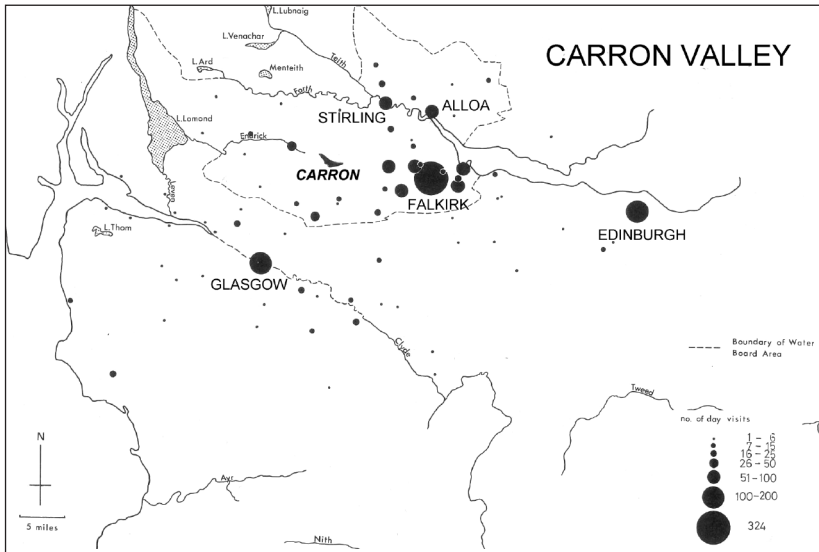 CARRON VALLEY
L.Lubnaig
L.Venachar
Teith
L.Ard
Menteith
Forth
STIRLING
ALLOA
L.Lomond
Endrick
CARRON
Leven
FALKIRK
EDINBURGH
L.Thom
GLASGOW
Clyde
Boundary of Water
Board Area
Tweed
no. of day visits
1 - 6
7 - 15
16 - 25
26 - 50
51 - 100
100 - 200
324
N
5 miles
Ayr
Nith